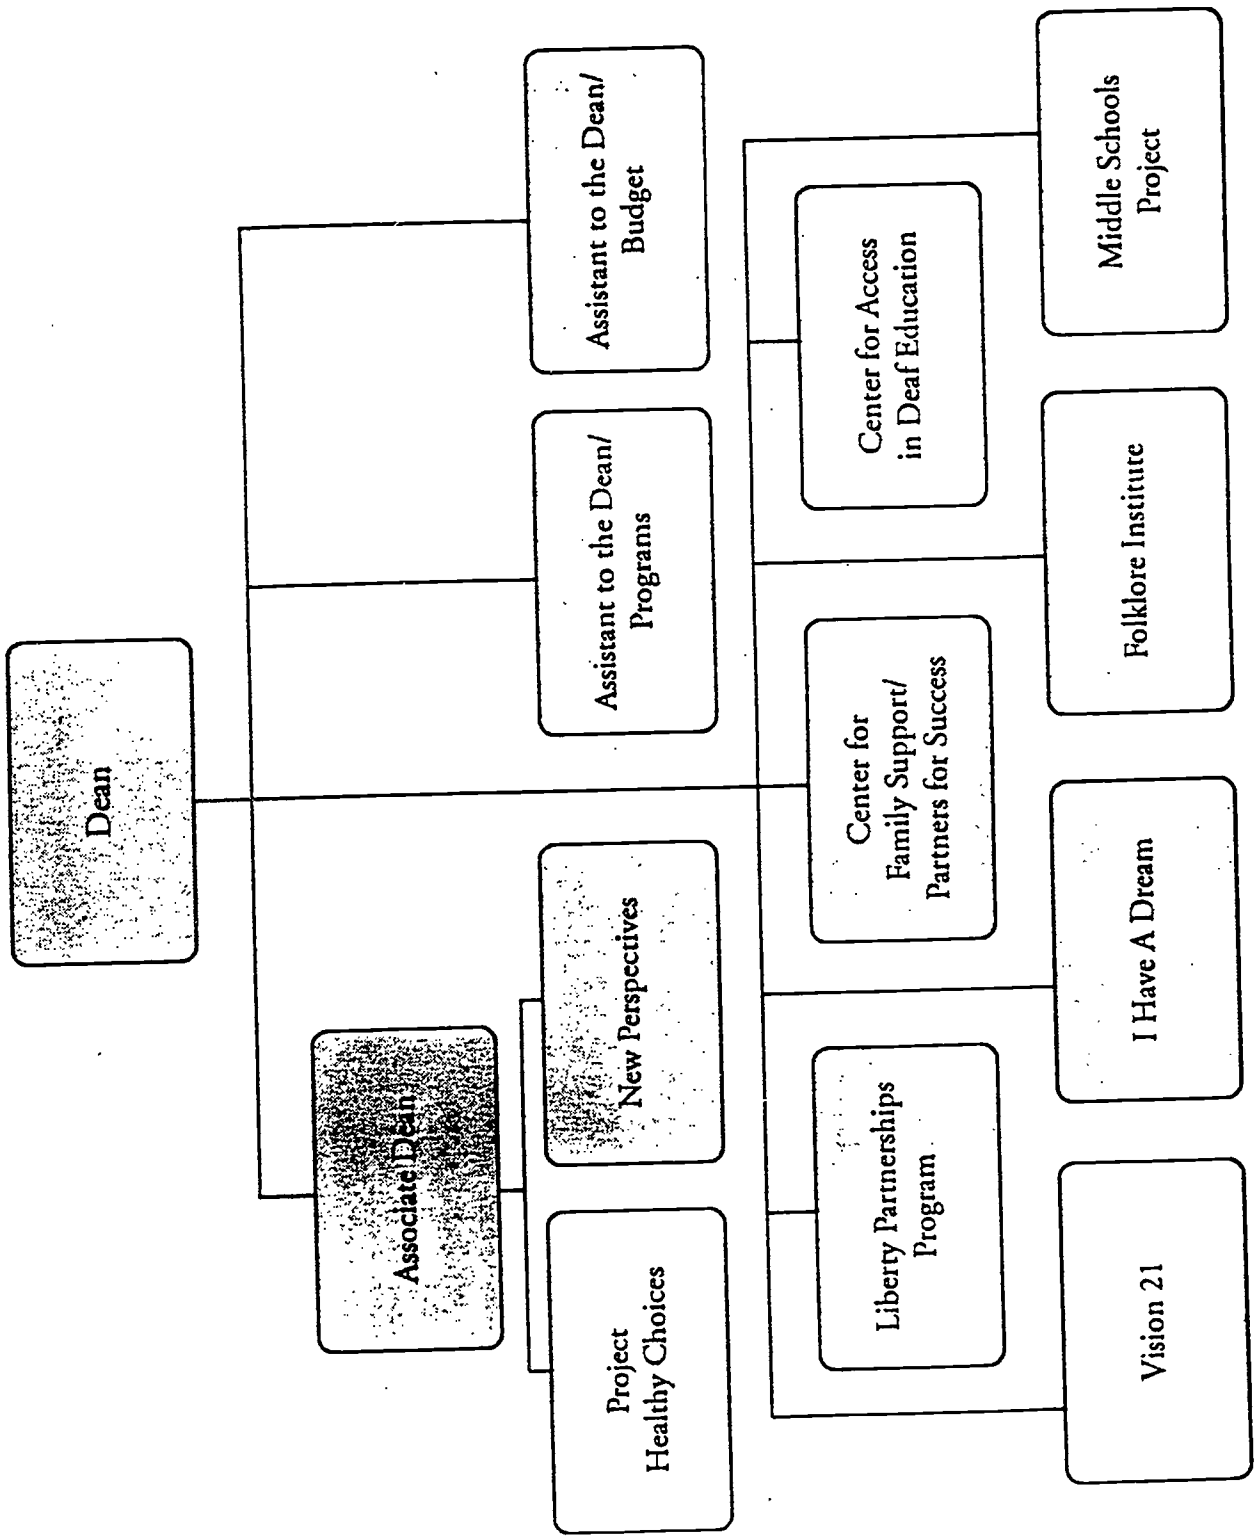 Dean
Associate Dean
Project
Healthy Choices
New Perspectives
Assistant to the Dean/
Programs
Assistant to the Dean/
Budget
Liberty Partnerships
Program
Center for
Family Support/
Partners for Success
Center for Access
in Deaf Education
Vision 21
I Have A Dream
Folklore Institute
Middle Schools
Project